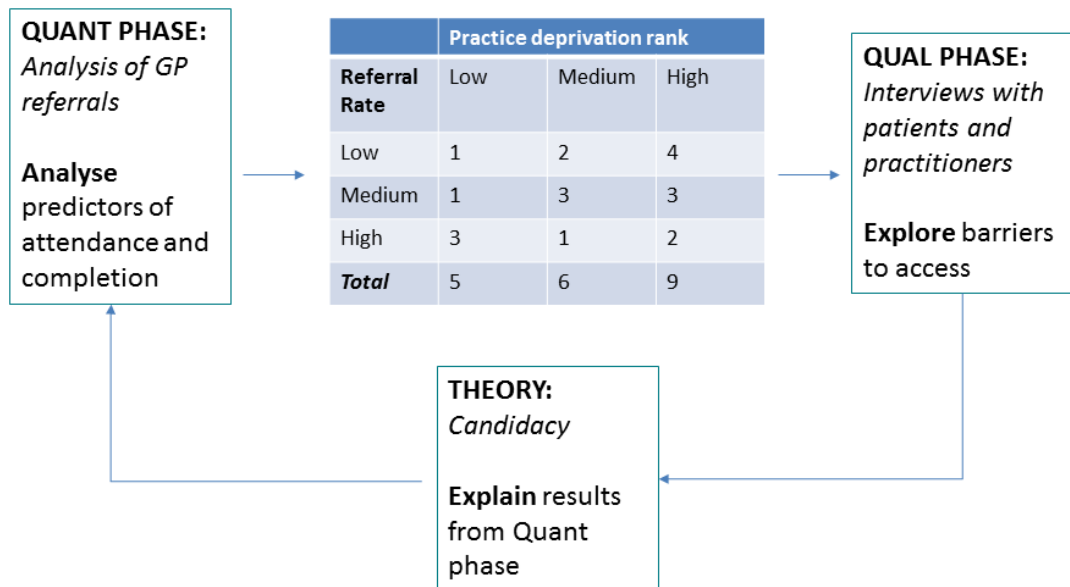 QUANT PHASE:
Analysis of GP
referrals
Analyse
predictors of
attendance and
completion
Practice deprivation rank
Referral Rate Low Medium High
Low 1 2 4
Medium 1 3 3
High 3 1 2
Total 5 6 9
QUAL PHASE:
Interviews with
patients and
practitioners
Explore barriers
to access
THEORY:
Candidacy
Explain results
from Quant
phase